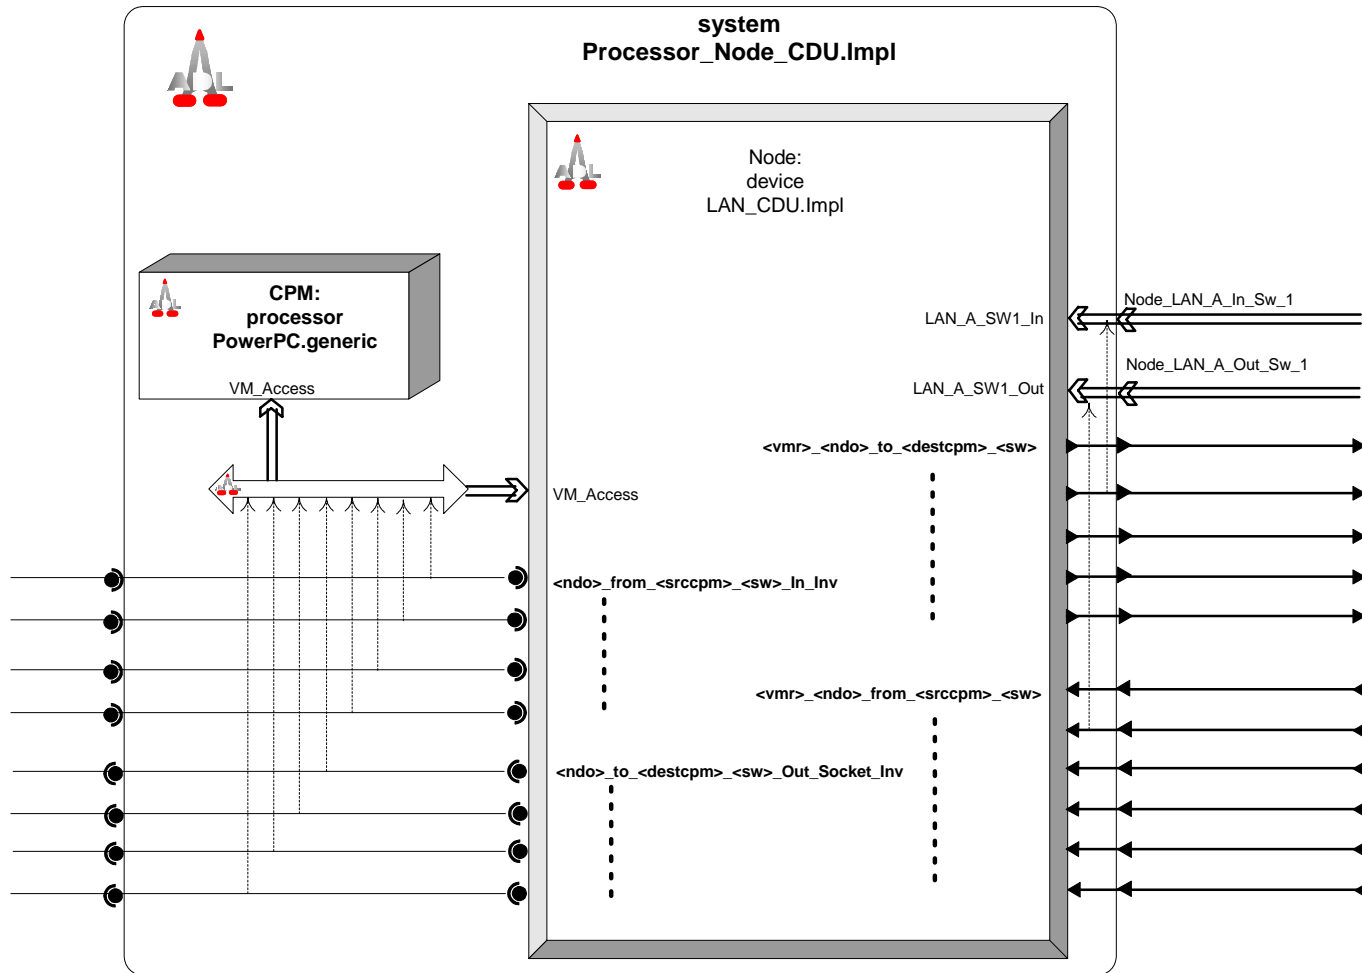 system
Processor_Node_CDU.Impl
Node:
device
LAN_CDU.Impl
CPM:
processor
PowerPC.generic
VM_Access
Node_LAN_A_In_Sw_1
LAN_A_SW1_In
Node_LAN_A_Out_Sw_1
LAN_A_SW1_Out
<vmr>_<ndo>_to_<destcpm>_<sw>
VM_Access
<ndo>_from_<srccpm>_<sw>_In_Inv
<vmr>_<ndo>_from_<srccpm>_<sw>
<ndo>_to_<destcpm>_<sw>_Out_Socket_Inv